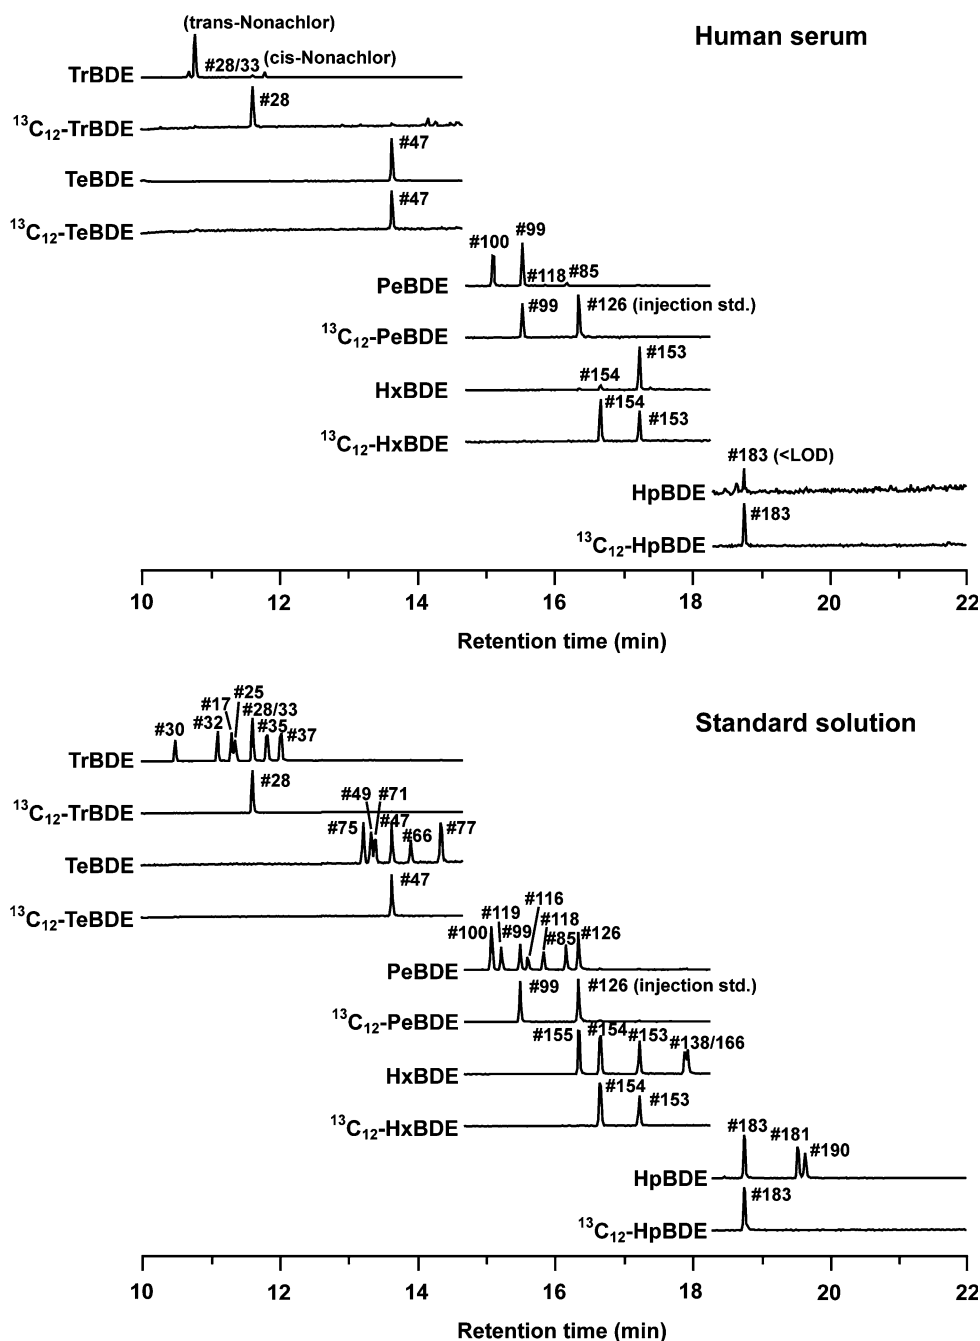 (trans-Nonachlor)
Human serum
#28/33 (cis-Nonachlor)
TrBDE
#28
13C12-TrBDE
#47
TeBDE
#47
13C12-TeBDE
#99
#100
#118 #85
PeBDE
#99 #126 (injection std.)
13C12-PeBDE
#153
#154
HxBDE
#154
#153
13C12-HxBDE
#183 (<LOD)
HpBDE
#183
13C12-HpBDE
10 12 14 16 18 20 22
Retention time (min)
#25
#17
#28/33
Standard solution
#30 #32 #35 #37
TrBDE
#28
13C12-TrBDE
#49 #71
#75 #47 #66 #77
TeBDE
#47
13C12-TeBDE
#116
#119 #118
#100 #99 #85 #126
PeBDE
#99 #126 (injection std.)
13C12-PeBDE
#155 #154 #153 #138/166
HxBDE
#154
#153
13C12-HxBDE
#183 #181
#190
HpBDE
#183
13C12-HpBDE
10 12 14 16 18 20 22
Retention time (min)